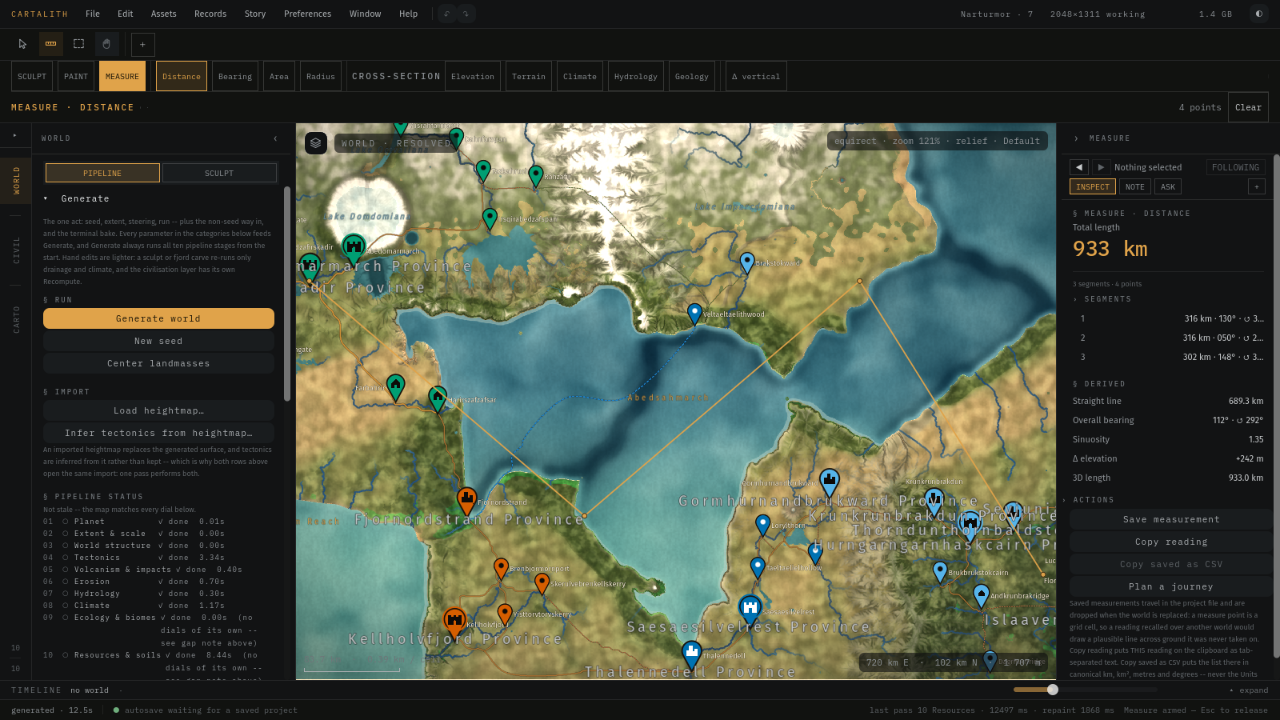 CARTALITH File Edit Assets Records Story Preferences Window Help
Narturmor · 7 2048×1311 working 1.4 GB
+
SCULPT PAINT MEASURE Distance Bearing Area Radius CROSS-SECTION Elevation Terrain Climate Hydrology Geology Δ vertical
MEASURE · DISTANCE
4 points Clear
WORLD
CIVIL
CARTO
10
10
WORLD
PIPELINE SCULPT
Generate
The one act: seed, extent, steering, run -- plus the non-seed way in,
and the terminal bake. Every parameter in the categories below feeds
Generate, and Generate always runs all ten pipeline stages from the
start. Hand edits are lighter: a sculpt or fjord carve re-runs only
drainage and climate, and the civilisation layer has its own
Recompute.
§ RUN
Generate world
New seed
Center landmasses
§ IMPORT
Load heightmap…
Infer tectonics from heightmap…
An imported heightmap replaces the generated surface, and tectonics
are inferred from it rather than kept -- which is why both rows above
open the same import: one pass performs both.
§ PIPELINE STATUS
Not stale -- the map matches every dial below.
01 Planet √ done 0.01s
02 Extent & scale √ done 0.00s
03 World structure √ done 0.00s
04 Tectonics √ done 3.34s
05 Volcanism & impacts √ done 0.40s
06 Erosion √ done 0.70s
07 Hydrology √ done 0.30s
08 Climate √ done 1.17s
09 Ecology & biomes √ done 0.00s (no
dials of its own --
see gap note above)
10 Resources & soils √ done 8.44s (no
dials of its own --
see gap note above)
WORLD · RESOLVED
equirect · zoom 121% · relief · Default
Lake Domdomiana
Abedsanmarch
Kellholvfjord Province
Fjornordstrand Province
Fjornordstrand
Gormhurnandbrukward Province
Saesaesilvelrest Province
Thalennedell Province
Thalennedell
Veltaeltaelithwood
Lorylthorn
Brukbrukstokcairn
Andkrunakridge
Islaaven
720 km E · 102 km N · 1 707 m
MEASURE
Nothing selected FOLLOWING
INSPECT NOTE ASK +
§ MEASURE · DISTANCE
Total length
933 km
3 segments · 4 points
SEGMENTS
1 316 km · 130° · ↺ 3…
2 316 km · 050° · ↺ 2…
3 302 km · 148° · ↺ 3…
§ DERIVED
Straight line 689.3 km
Overall bearing 112° · ↺ 292°
Sinuosity 1.35
Δ elevation +242 m
3D length 933.0 km
ACTIONS
Save measurement
Copy reading
Copy saved as CSV
Plan a journey
Saved measurements travel in the project file and are
dropped when the world is replaced: a measure point is a
grid cell, so a reading recalled over another world would
draw a plausible line across ground it was never taken on.
Copy reading puts THIS reading on the clipboard as tab-
separated text. Copy saved as CSV puts the list there in
canonical km, km², metres and degrees -- never the Units
TIMELINE no world
expand
generated · 12.5s autosave waiting for a saved project
last pass 10 Resources · 12497 ms · repaint 1068 ms Measure armed — Esc to release